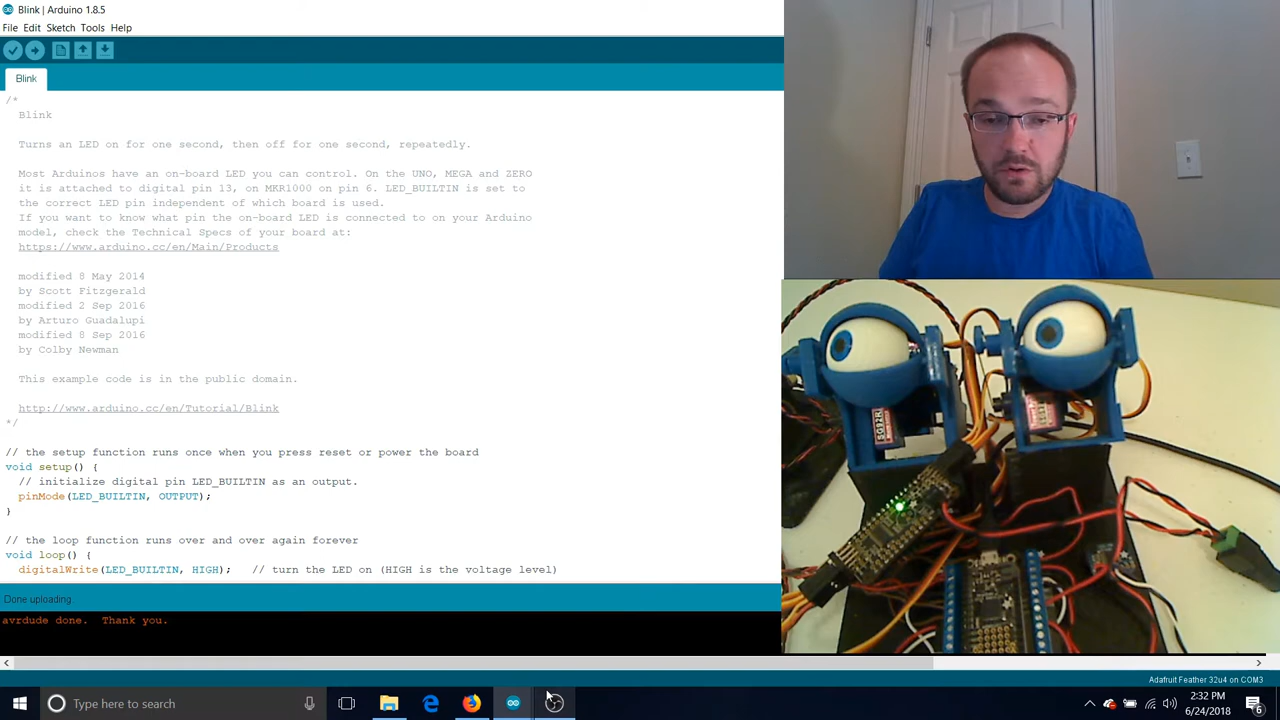 Blink | Arduino 1.8.5
File Edit Sketch Tools Help
Blink
/*
Blink
Turns an LED on for one second, then off for one second, repeatedly.
Most Arduinos have an on-board LED you can control. On the UNO, MEGA and ZERO
it is attached to digital pin 13, on MKR1000 on pin 6. LED_BUILTIN is set to
the correct LED pin independent of which board is used.
If you want to know what pin the on-board LED is connected to on your Arduino
model, check the Technical Specs of your board at:
https://www.arduino.cc/en/Main/Products
modified 8 May 2014
by Scott Fitzgerald
modified 2 Sep 2016
by Arturo Guadalupi
modified 8 Sep 2016
by Colby Newman
This example code is in the public domain.
http://www.arduino.cc/en/Tutorial/Blink
*/
// the setup function runs once when you press reset or power the board
void setup() {
// initialize digital pin LED_BUILTIN as an output.
pinMode(LED_BUILTIN, OUTPUT);
}
// the loop function runs over and over again forever
void loop() {
digitalWrite(LED_BUILTIN, HIGH); // turn the LED on (HIGH is the voltage level)
SG92R
Done uploading.
avrdude done. Thank you.
Adafruit Feather 32u4 on COM3
Type here to search
2:32 PM
6/24/2018
6